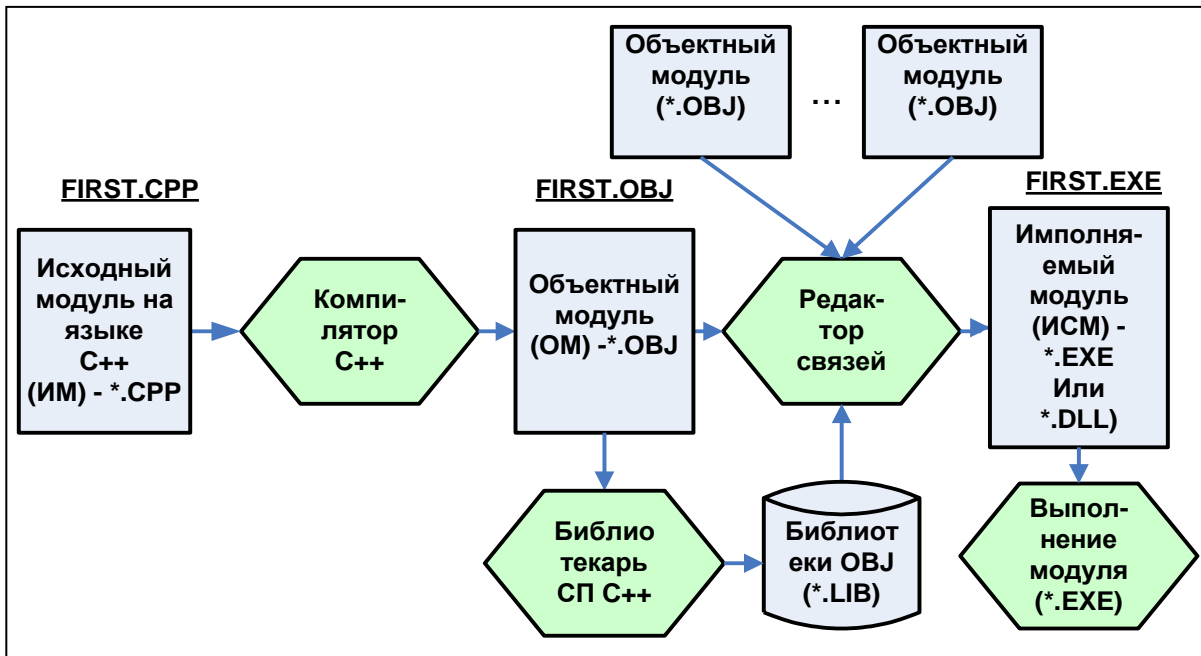 Объектный
модуль
(*.OBJ)
...
Объектный
модуль
(*.OBJ)
FIRST.CPP
FIRST.OBJ
FIRST.EXE
Исходный
модуль на
языке
С++
(ИМ) - *.CPP
Компи-
лятор
С++
Объектный
модуль
(ОМ) -*.OBJ
Редак-
тор
связей
Имполня-
емый
модуль
(ИСМ) -
*.EXE
Или
*.DLL)
Библио
текарь
СП С++
Библиот
еки OBJ
(*.LIB)
Выпол-
нение
модуля
(*.EXE)